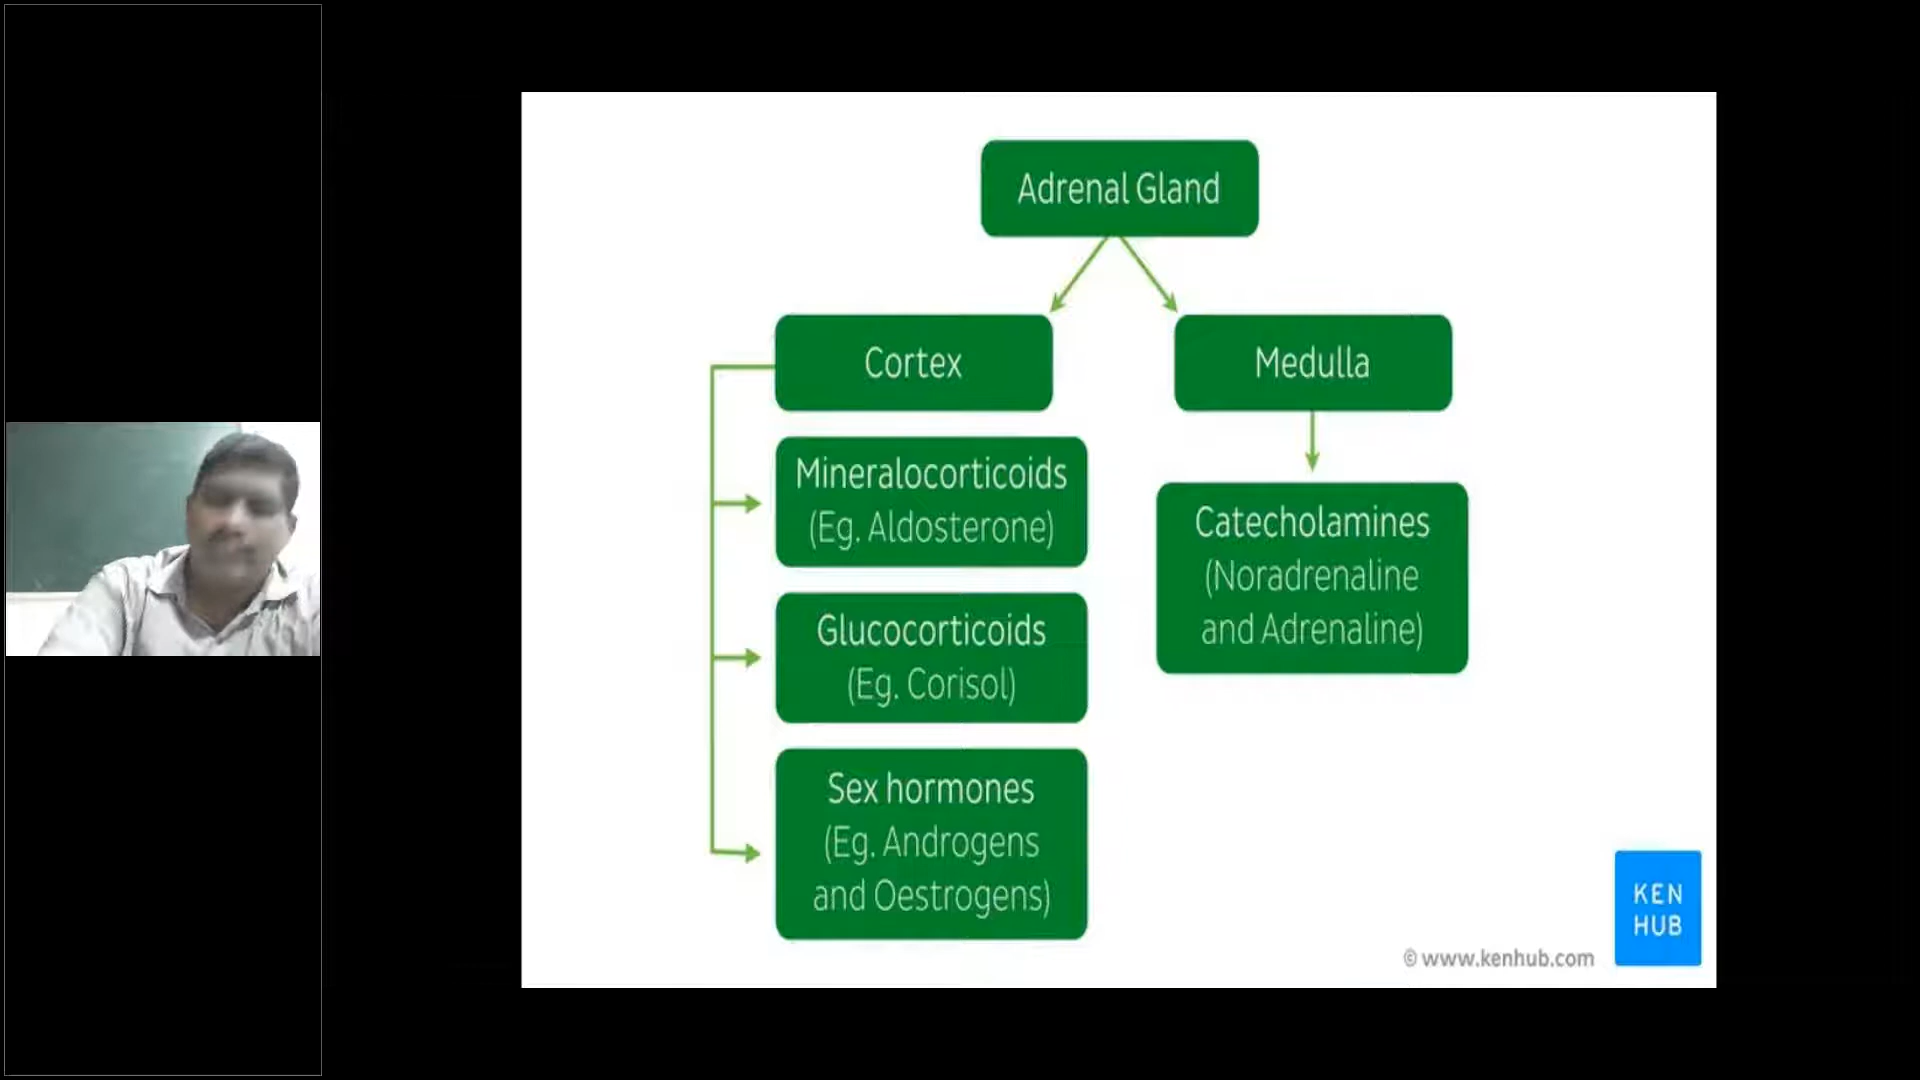 Adrenal Gland
Cortex
Mineralocorticoids
(Eg. Aldosterone)
Glucocorticoids
(Eg. Corisol)
Sex hormones
(Eg. Androgens
and Oestrogens)
Medulla
Catecholamines
(Noradrenaline
and Adrenaline)
KEN
HUB
© www.kenhub.com